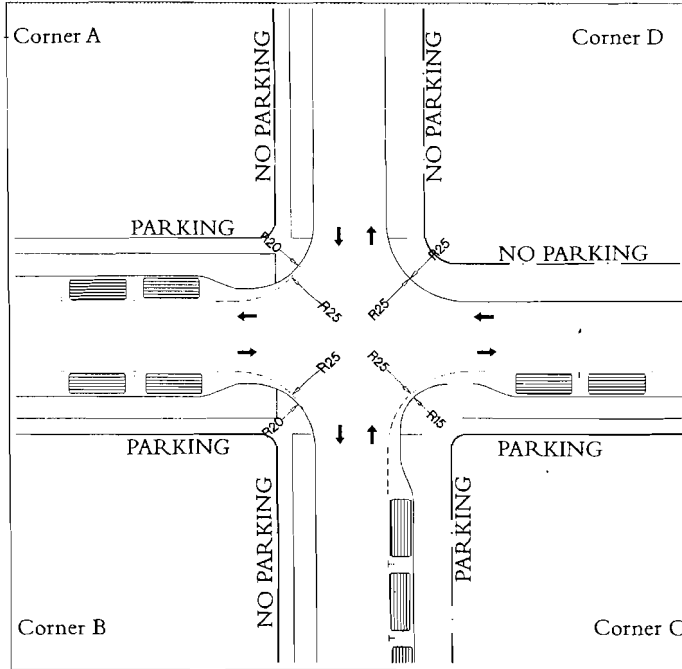 Corner A
NO PARKING
NO PARKING
Corner D
PARKING
R20
R25
NO PARKING
R25
R25
R25
R25
R20
R15
PARKING
PARKING
NO PARKING
PARKING
Corner B
Corner C